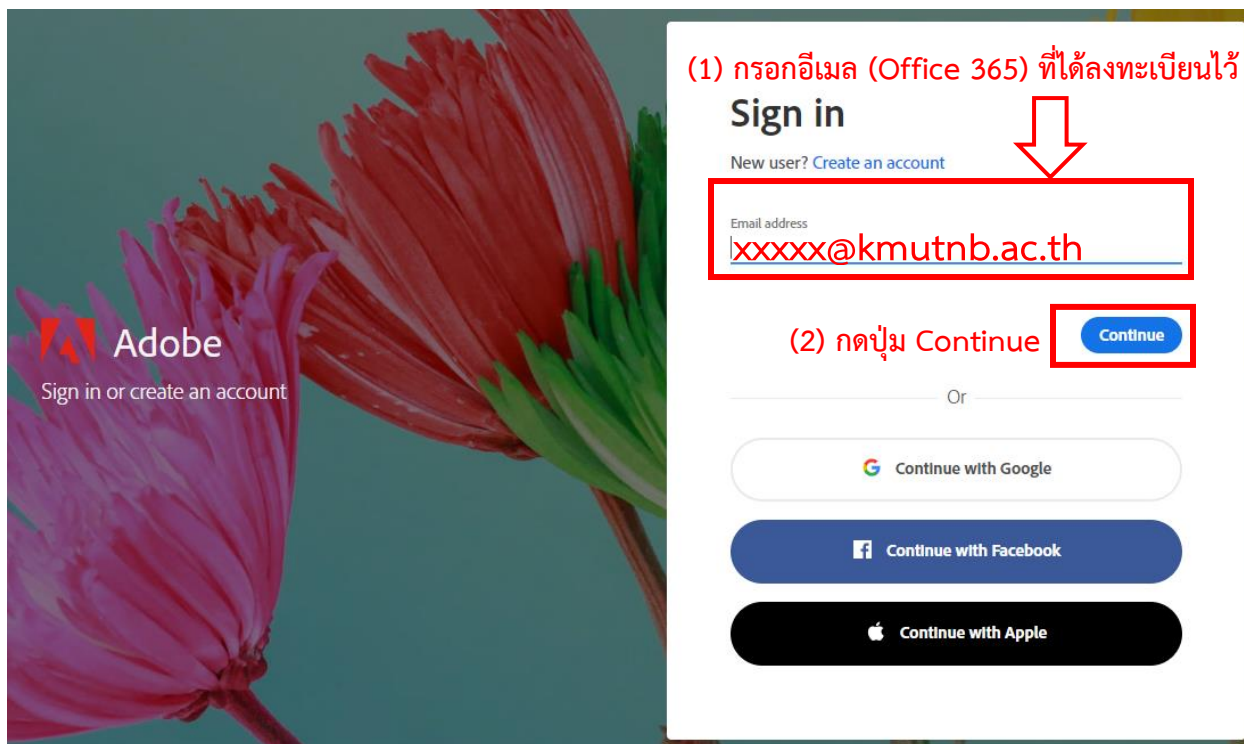 (1) กรอกอีเมล (Office 365) ที่ได้ลงทะเบียนไว้
Sign in
New user? Create an account
Email address
xxxxx@kmutnb.ac.th
(2) กดปุ่ม Continue
Continue
Or
Continue with Google
Continue with Facebook
Continue with Apple
Adobe
Sign in or create an account